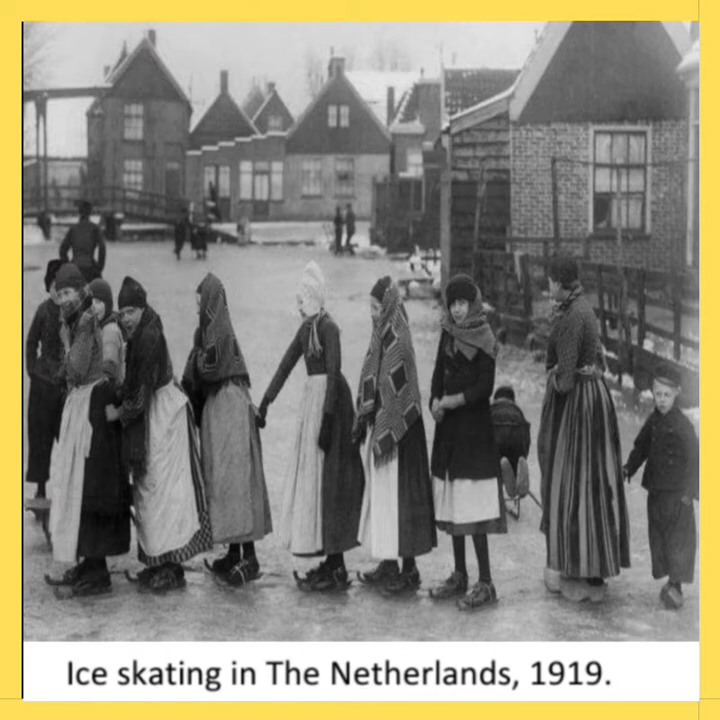 Ice skating in The Netherlands, 1919.